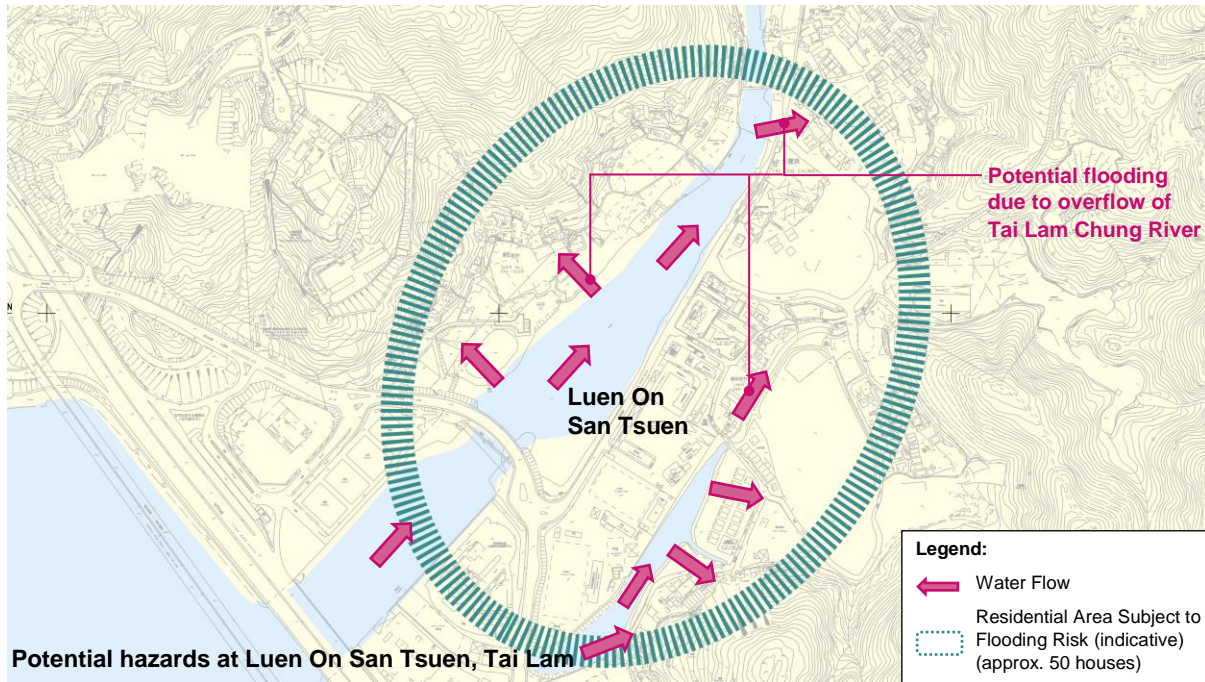 Potential flooding
due to overflow of
Tai Lam Chung River
Luen On
San Tsuen
Legend:
Water Flow
Residential Area Subject to
Flooding Risk (indicative)
(approx. 50 houses)
Potential hazards at Luen On San Tsuen, Tai Lam